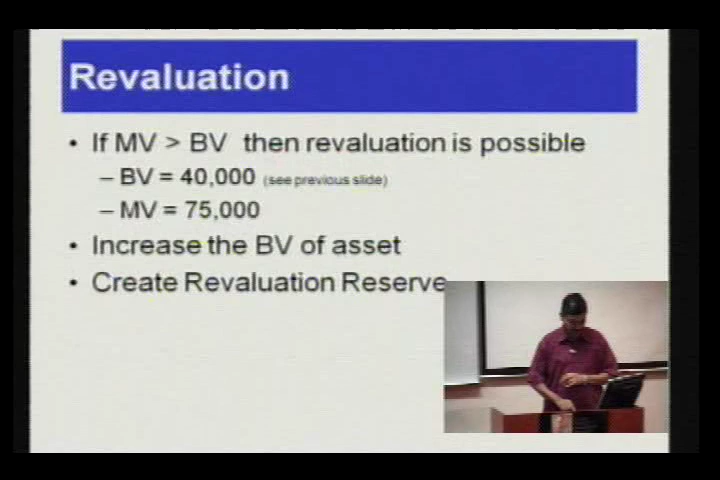 Revaluation
• If MV > BV then revaluation is possible
– BV = 40,000 (see previous slide)
– MV = 75,000
• Increase the BV of asset
• Create Revaluation Reserve